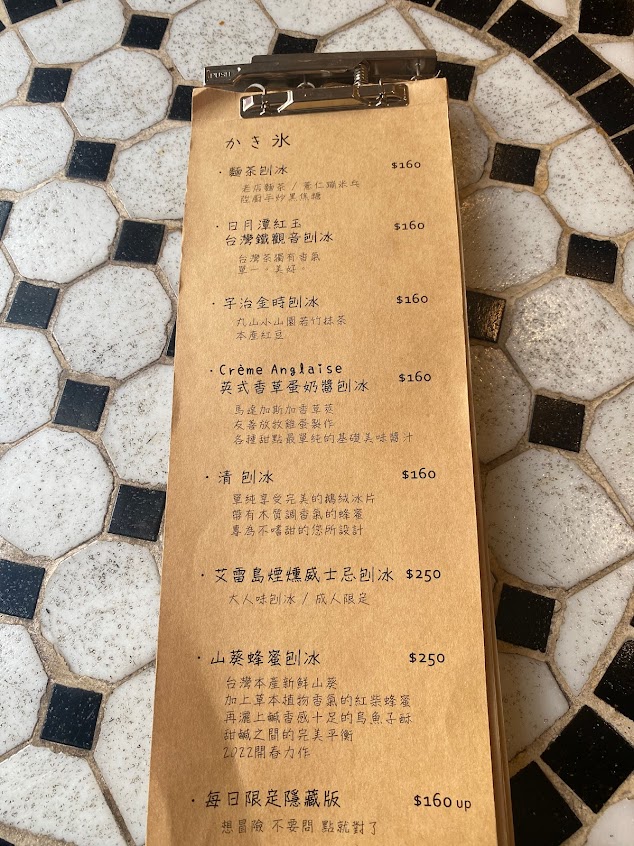 PUSH
かき氷
・麵茶刨冰 $160
老店麵茶 / 薏仁
陞廚手炒黑焦糖
・日月潭紅玉
台灣鐵觀音刨冰 $160
台灣茶獨有香氣
單一。美好
・宇治金時刨冰 $160
丸山小山園若竹抹茶
本產紅豆
・Crème Anglaise
英式香草蛋奶醬刨冰 $160
馬達加斯加香草莢
友善放牧雞蛋製作
各種甜點最單純的基礎美味醬汁
・清 刨冰 $160
單純享受完美的鵝絨冰片
帶有木質調香氣的蜂蜜
專為不嗜甜的您所設計
・艾雷島煙燻威士忌刨冰 $250
大人味刨冰 / 成人限定
・山葵蜂蜜刨冰 $250
台灣本產新鮮山葵
加上草本植物香氣的紅柴蜂蜜
再灑上鹹香感十足的烏魚子酥
甜鹹之間的完美平衡
2022開春力作
・每日限定隱藏版 $160 up
想冒險 不要問 點就對了